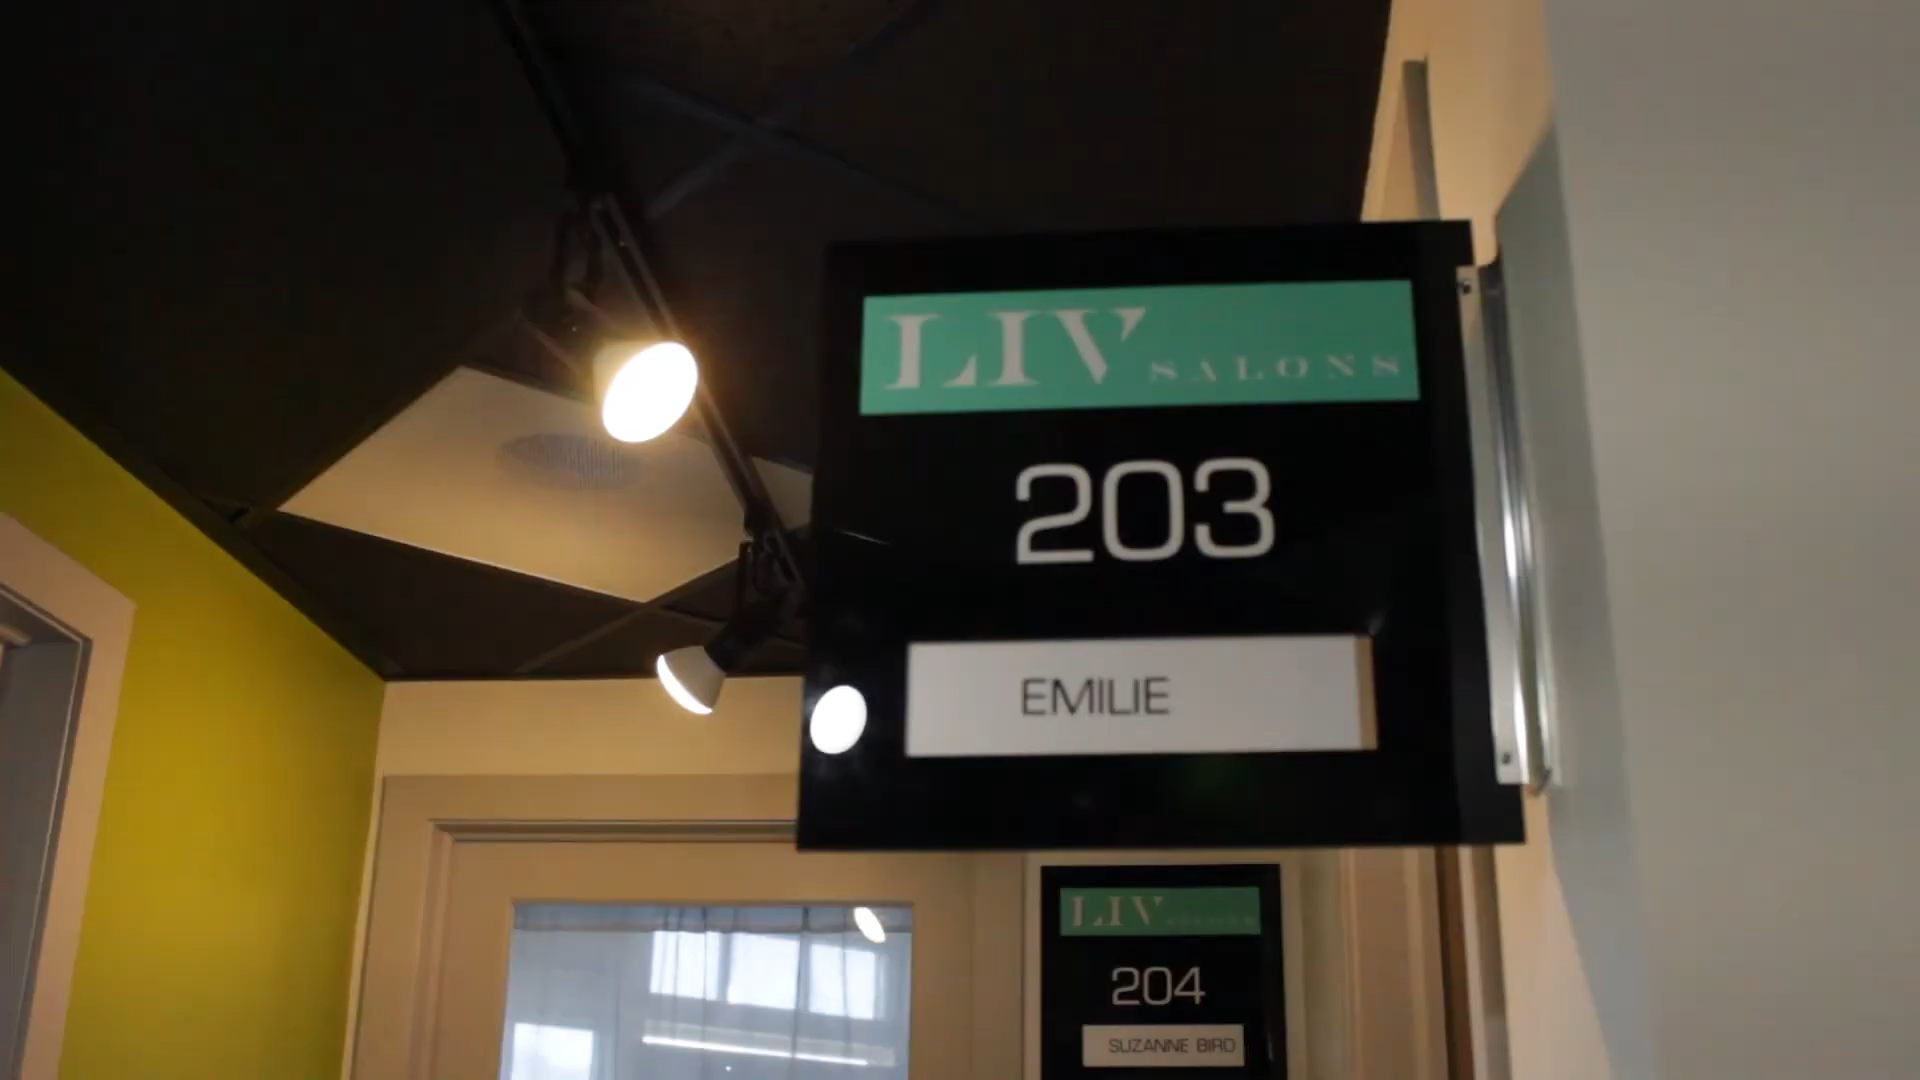 LIV SALONS
203
EMILIE
LIV
204
SUZANNE BIRD